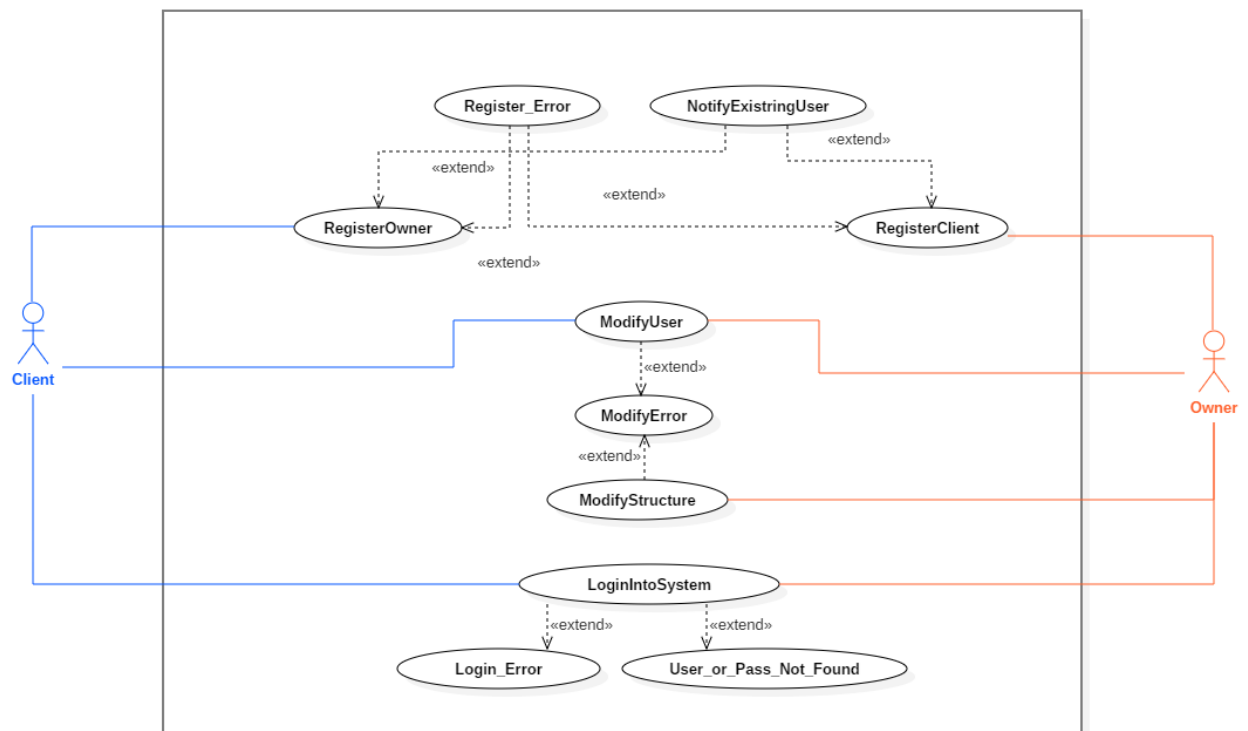 Register_Error
NotifyExistringUser
«extend»
«extend»
«extend»
RegisterOwner
RegisterClient
«extend»
ModifyUser
«extend»
Client
ModifyError
Owner
«extend»
ModifyStructure
LoginIntoSystem
«extend»
«extend»
Login_Error
User_or_Pass_Not_Found